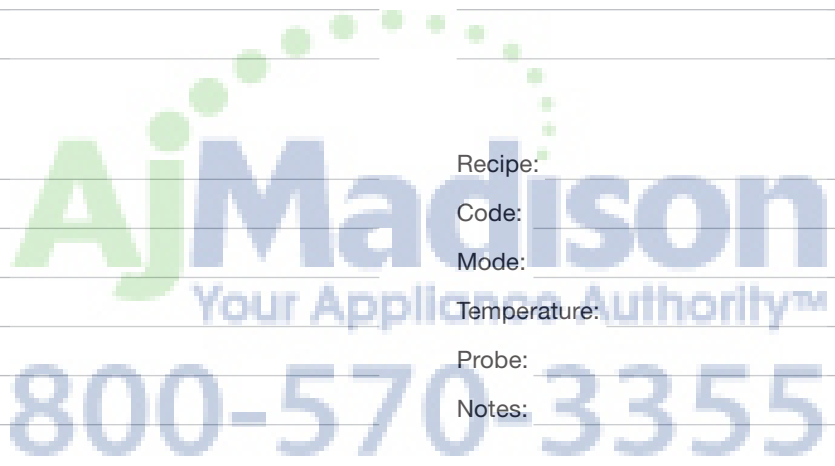 AjMadison
Your Appliance Authority™
800-570-3355
Recipe:
Code:
Mode:
Temperature:
Probe:
Notes: